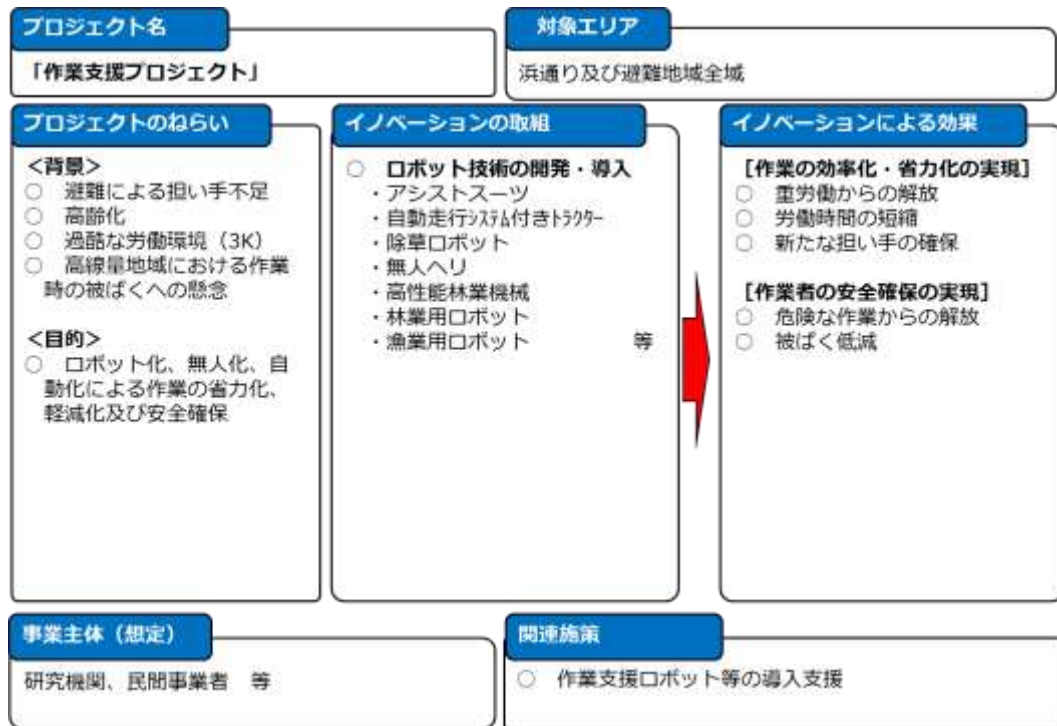 プロジェクト名
「作業支援プロジェクト」
対象エリア
浜通り及び避難地域全域
プロジェクトのねらい
<背景>
○ 避難による担い手不足
○ 高齢化
○ 過酷な労働環境（3K）
○ 高線量地域における作業
時の被ばくへの懸念
<目的>
○ ロボット化、無人化、自
動化による作業の省力化、
軽減化及び安全確保
イノベーションの取組
○ ロボット技術の開発・導入
・アシストスーツ
・自動走行ｼｽﾃﾑ付きﾄﾗｸﾀｰ
・除草ロボット
・無人ヘリ
・高性能林業機械
・林業用ロボット
・漁業用ロボット 等
イノベーションによる効果
［作業の効率化・省力化の実現］
○ 重労働からの解放
○ 労働時間の短縮
○ 新たな担い手の確保
［作業者の安全確保の実現］
○ 危険な作業からの解放
○ 被ばく低減
事業主体（想定）
研究機関、民間事業者 等
関連施策
○ 作業支援ロボット等の導入支援